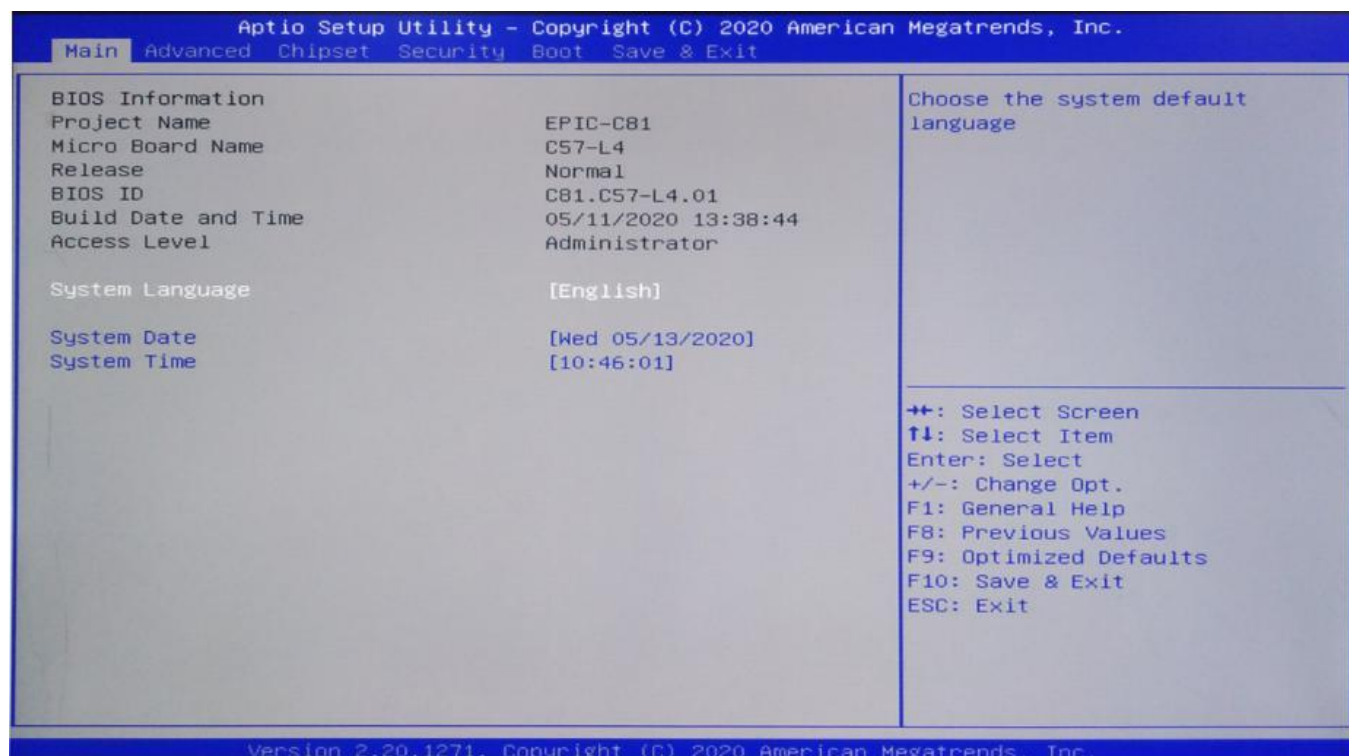 Aptio Setup Utility – Copyright (C) 2020 American Megatrends, Inc.
Main Advanced Chipset Security Boot Save & Exit
BIOS Information
Project Name EPIC-C81
Micro Board Name C57-L4
Release Normal
BIOS ID C81.C57-L4.01
Build Date and Time 05/11/2020 13:38:44
Access Level Administrator
System Language [English]
System Date [Wed 05/13/2020]
System Time [10:46:01]
Choose the system default
language
→←: Select Screen
↑↓: Select Item
Enter: Select
+/-: Change Opt.
F1: General Help
F8: Previous Values
F9: Optimized Defaults
F10: Save & Exit
ESC: Exit
Version 2.20.1271. Copyright (C) 2020 American Megatrends, Inc.